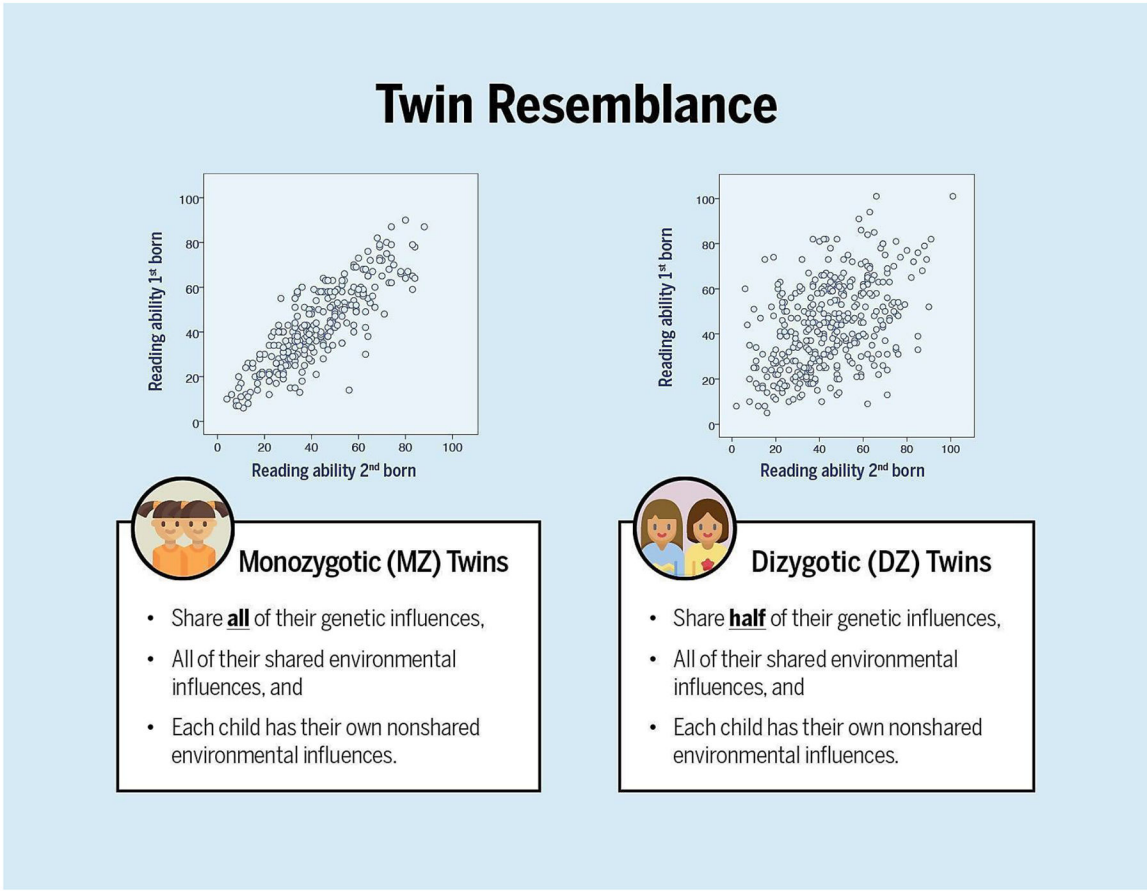 Twin Resemblance
Reading ability 1st born
100
80
60
40
20
0
0 20 40 60 80 100
Reading ability 2nd born
Reading ability 1st born
100
80
60
40
20
0
0 20 40 60 80 100
Reading ability 2nd born
Monozygotic (MZ) Twins
• Share all of their genetic influences,
• All of their shared environmental
influences, and
• Each child has their own nonshared
environmental influences.
Dizygotic (DZ) Twins
• Share half of their genetic influences,
• All of their shared environmental
influences, and
• Each child has their own nonshared
environmental influences.